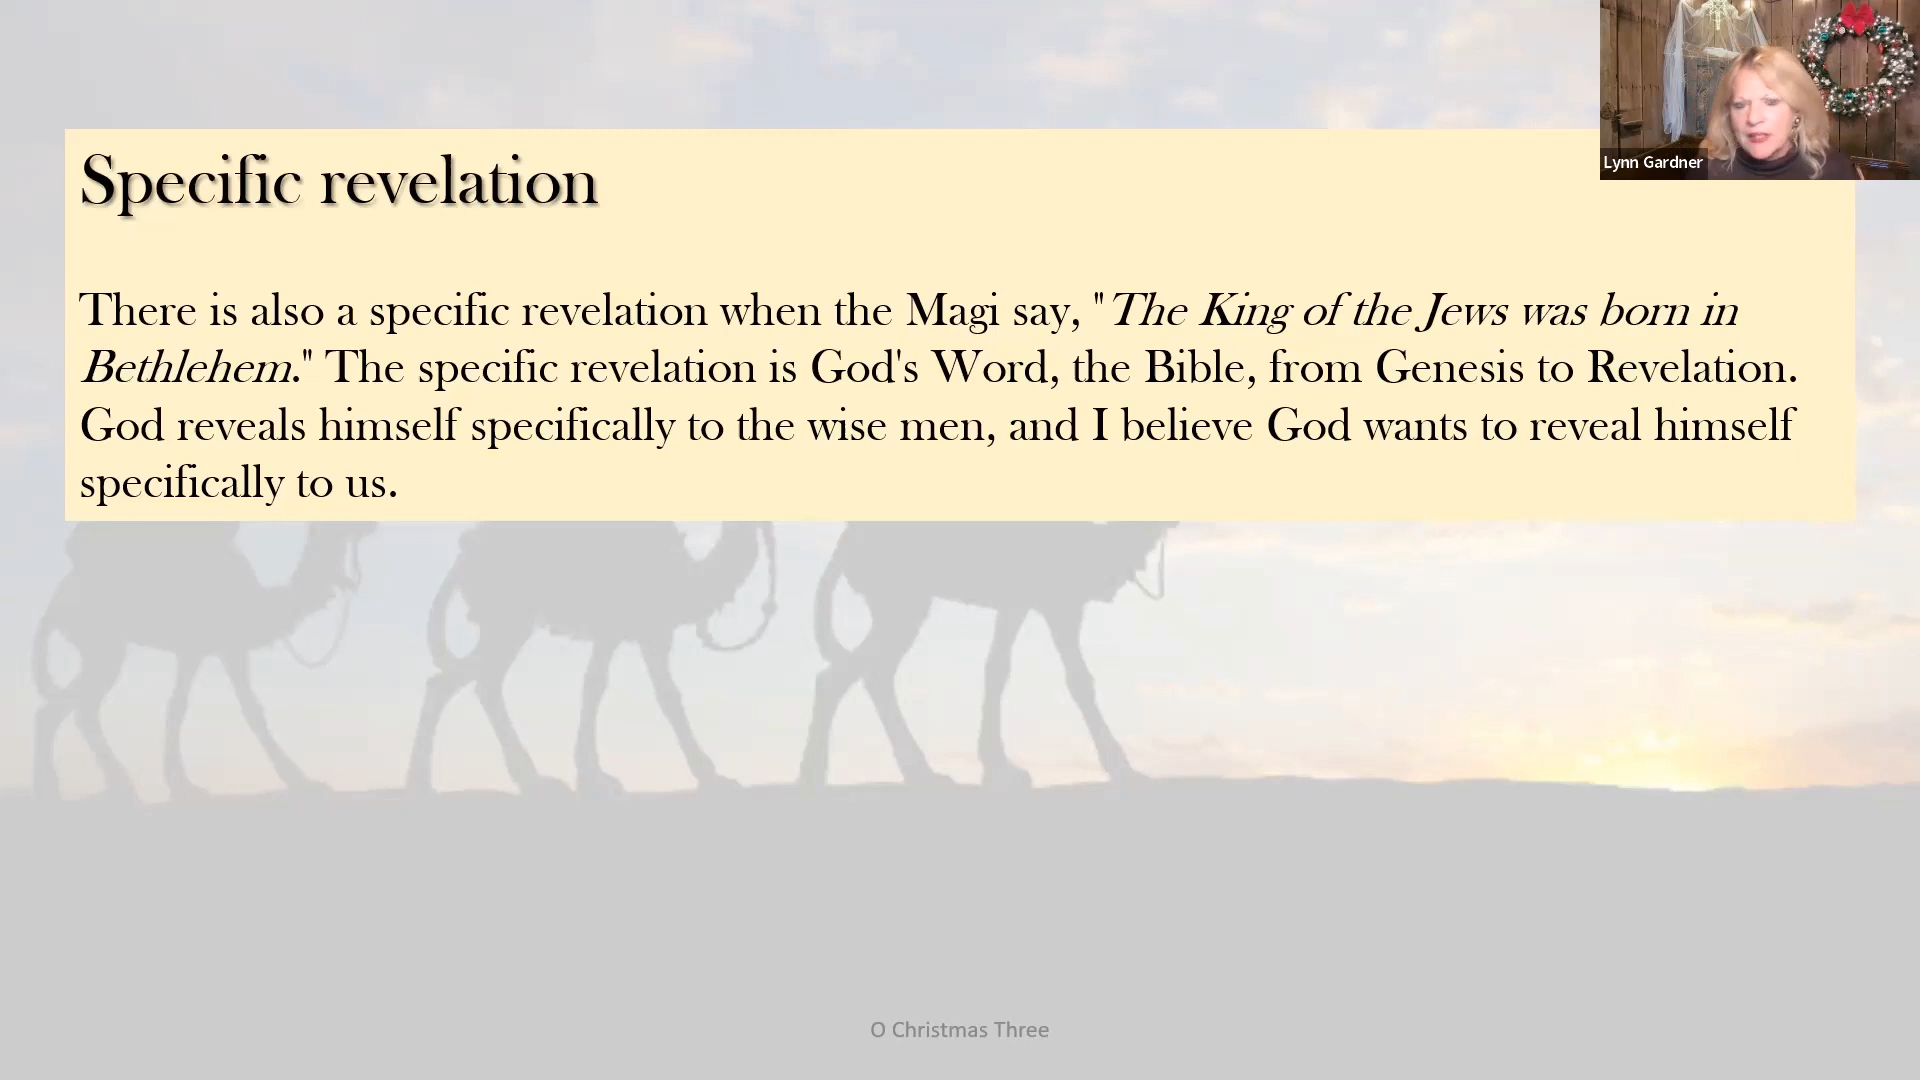 Lynn Gardner
Specific revelation
There is also a specific revelation when the Magi say, "The King of the Jews was born in
Bethlehem." The specific revelation is God's Word, the Bible, from Genesis to Revelation.
God reveals himself specifically to the wise men, and I believe God wants to reveal himself
specifically to us.
O Christmas Three